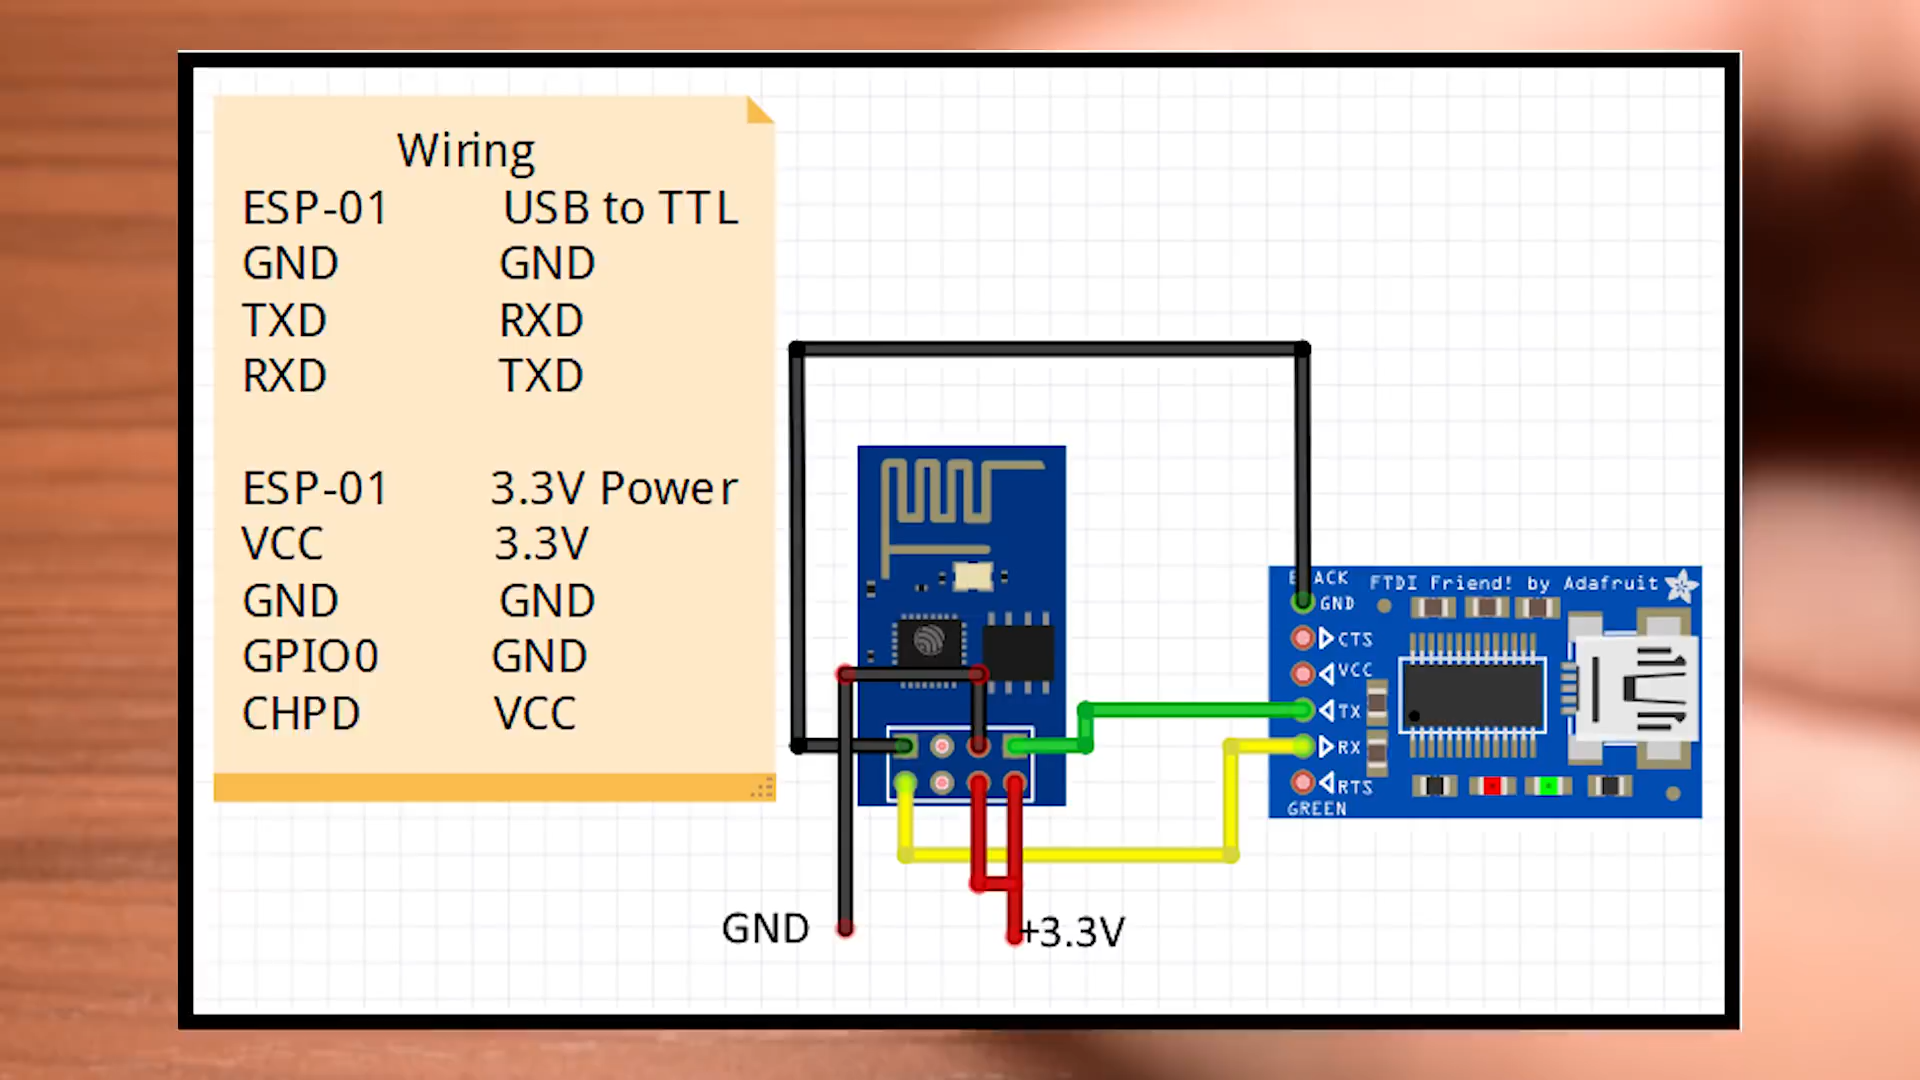 Wiring
ESP-01 USB to TTL
GND GND
TXD RXD
RXD TXD
ESP-01 3.3V Power
VCC 3.3V
GND GND
GPIO0 GND
CHPD VCC
GND
+3.3V
FTDI Friend! by Adafruit
GND
CTS
VCC
TX
RX
RTS
GREEN